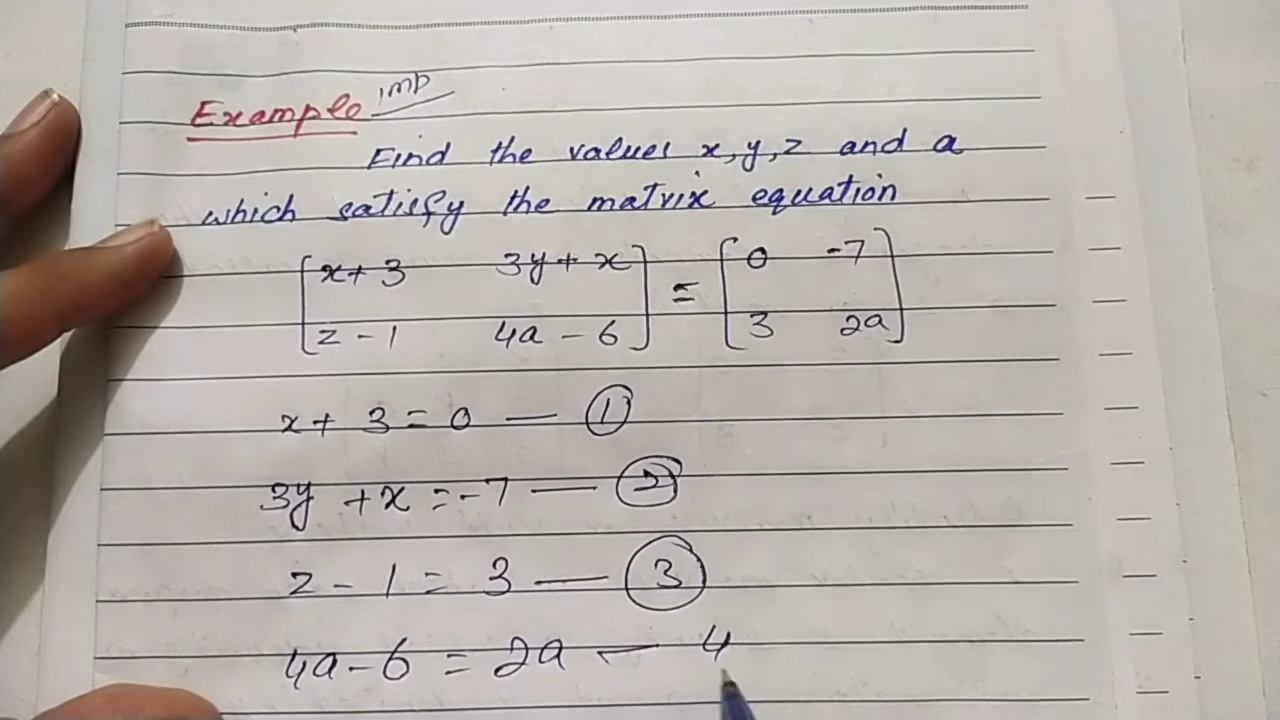 Example imp
Find the values x, y, z and a
which satisfy the matrix equation
[x+3 3y+x] = [0 -7]
[z-1 4a-6] [3 2a]
x+3=0 — ①
3y+x=-7 — ②
z-1=3 — ③
4a-6=2a — 4